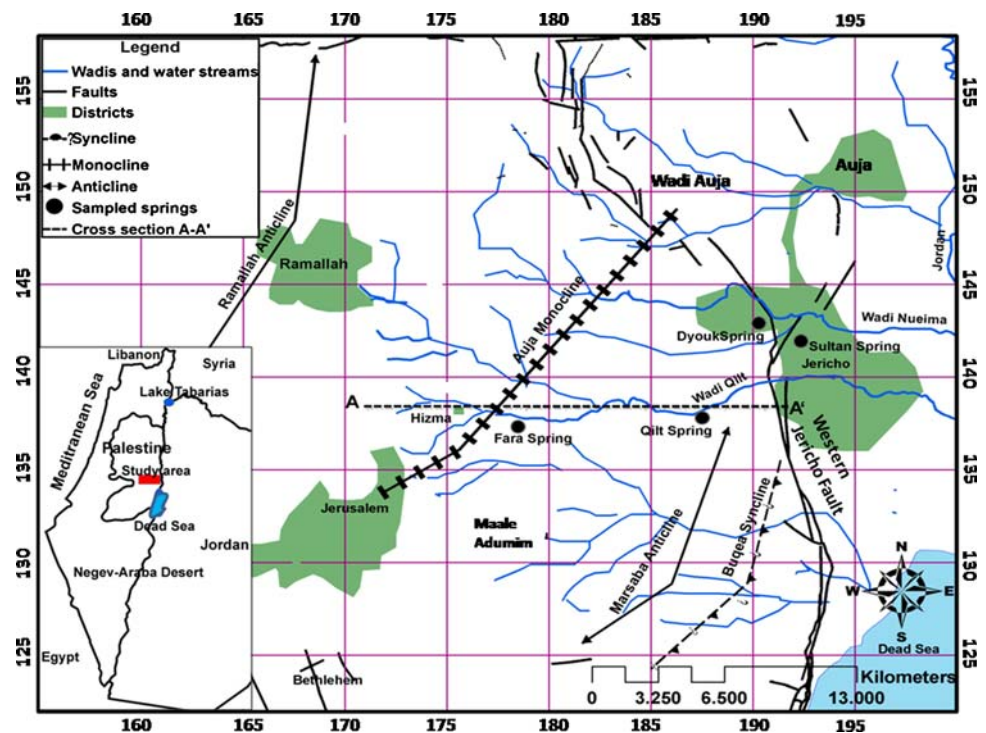 160 165 170 175 180 185 190 195
Legend
Wadis and water streams
Faults
Districts
?Syncline
Monocline
Anticline
Sampled springs
Cross section A-A'
155
150
145
140
135
130
125
155
150
145
140
135
130
125
Ramallah Anticline
Ramallah
Wadi Auja
Auja
Jordan
Auja Monocline
Wadi Nueima
DyoukSpring
Sultan Spring
Jericho
Wadi Qilt
A
A'
Hizma
Fara Spring
Qilt Spring
Western
Jericho Fault
Jerusalem
Maale
Adumim
Marsaba Anticline
Buqea Syncline
Bethlehem
N
W
E
S
Dead Sea
Kilometers
0 3.250 6.500 13.000
Libanon
Syria
Lake Tabarias
Meditranean Sea
Palestine
Study area
Dead Sea
Jordan
Negev-Araba Desert
Egypt
160 165 170 175 180 185 190 195